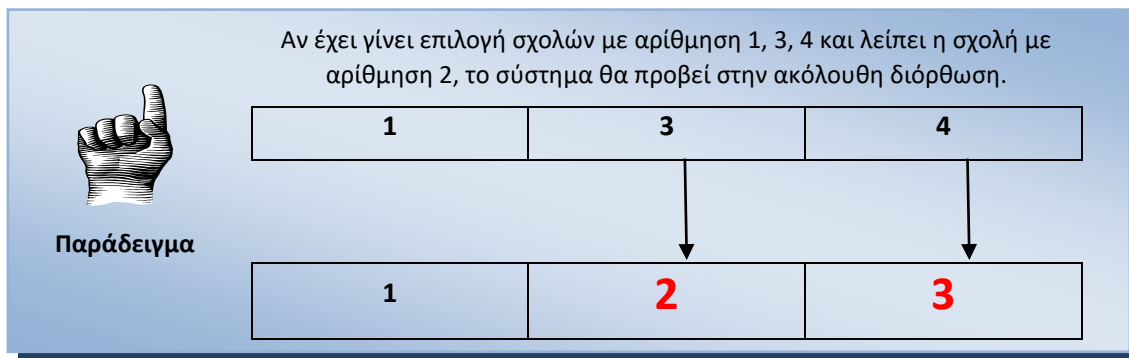 Αν έχει γίνει επιλογή σχολών με αρίθμηση 1, 3, 4 και λείπει η σχολή με
αρίθμηση 2, το σύστημα θα προβεί στην ακόλουθη διόρθωση.
1 3 4
Παράδειγμα
1 2 3